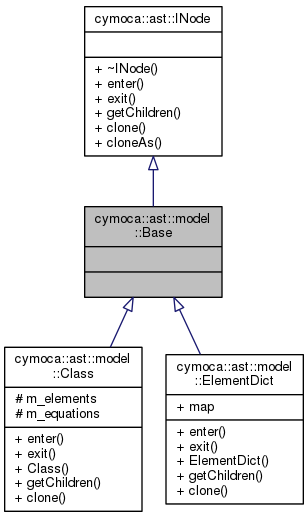 cymoca::ast::INode
+ ~INode()
+ enter()
+ exit()
+ getChildren()
+ clone()
+ cloneAs()
cymoca::ast::model
::Base
cymoca::ast::model
::Class
# m_elements
# m_equations
+ enter()
+ exit()
+ Class()
+ getChildren()
+ clone()
cymoca::ast::model
::ElementDict
+ map
+ enter()
+ exit()
+ ElementDict()
+ getChildren()
+ clone()